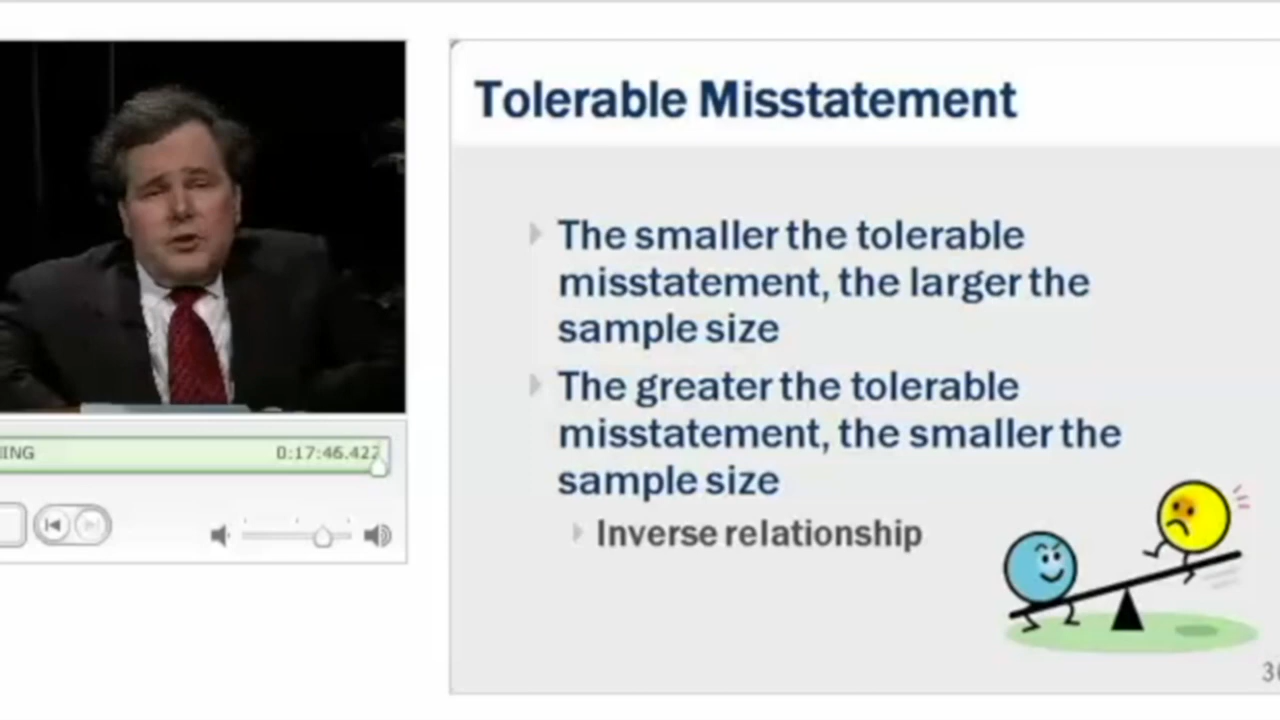 Tolerable Misstatement
The smaller the tolerable
misstatement, the larger the
sample size
The greater the tolerable
misstatement, the smaller the
sample size
Inverse relationship
ING 0:17:46.422